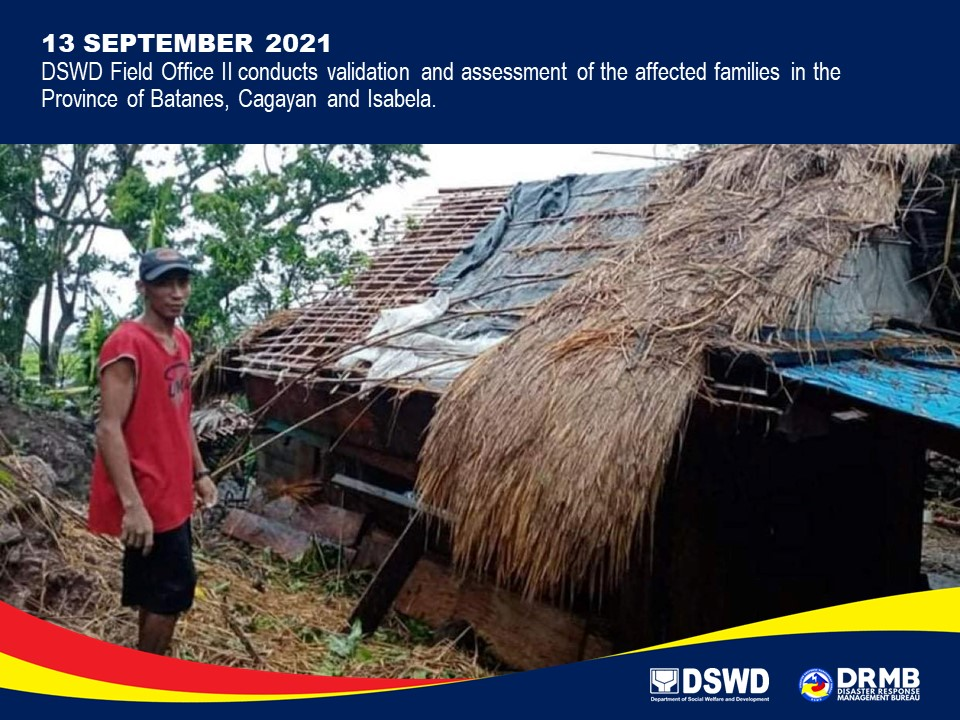 13 SEPTEMBER 2021
DSWD Field Office II conducts validation and assessment of the affected families in the
Province of Batanes, Cagayan and Isabela.
DSWD
Department of Social Welfare and Development
DRMB
DISASTER RESPONSE
MANAGEMENT BUREAU